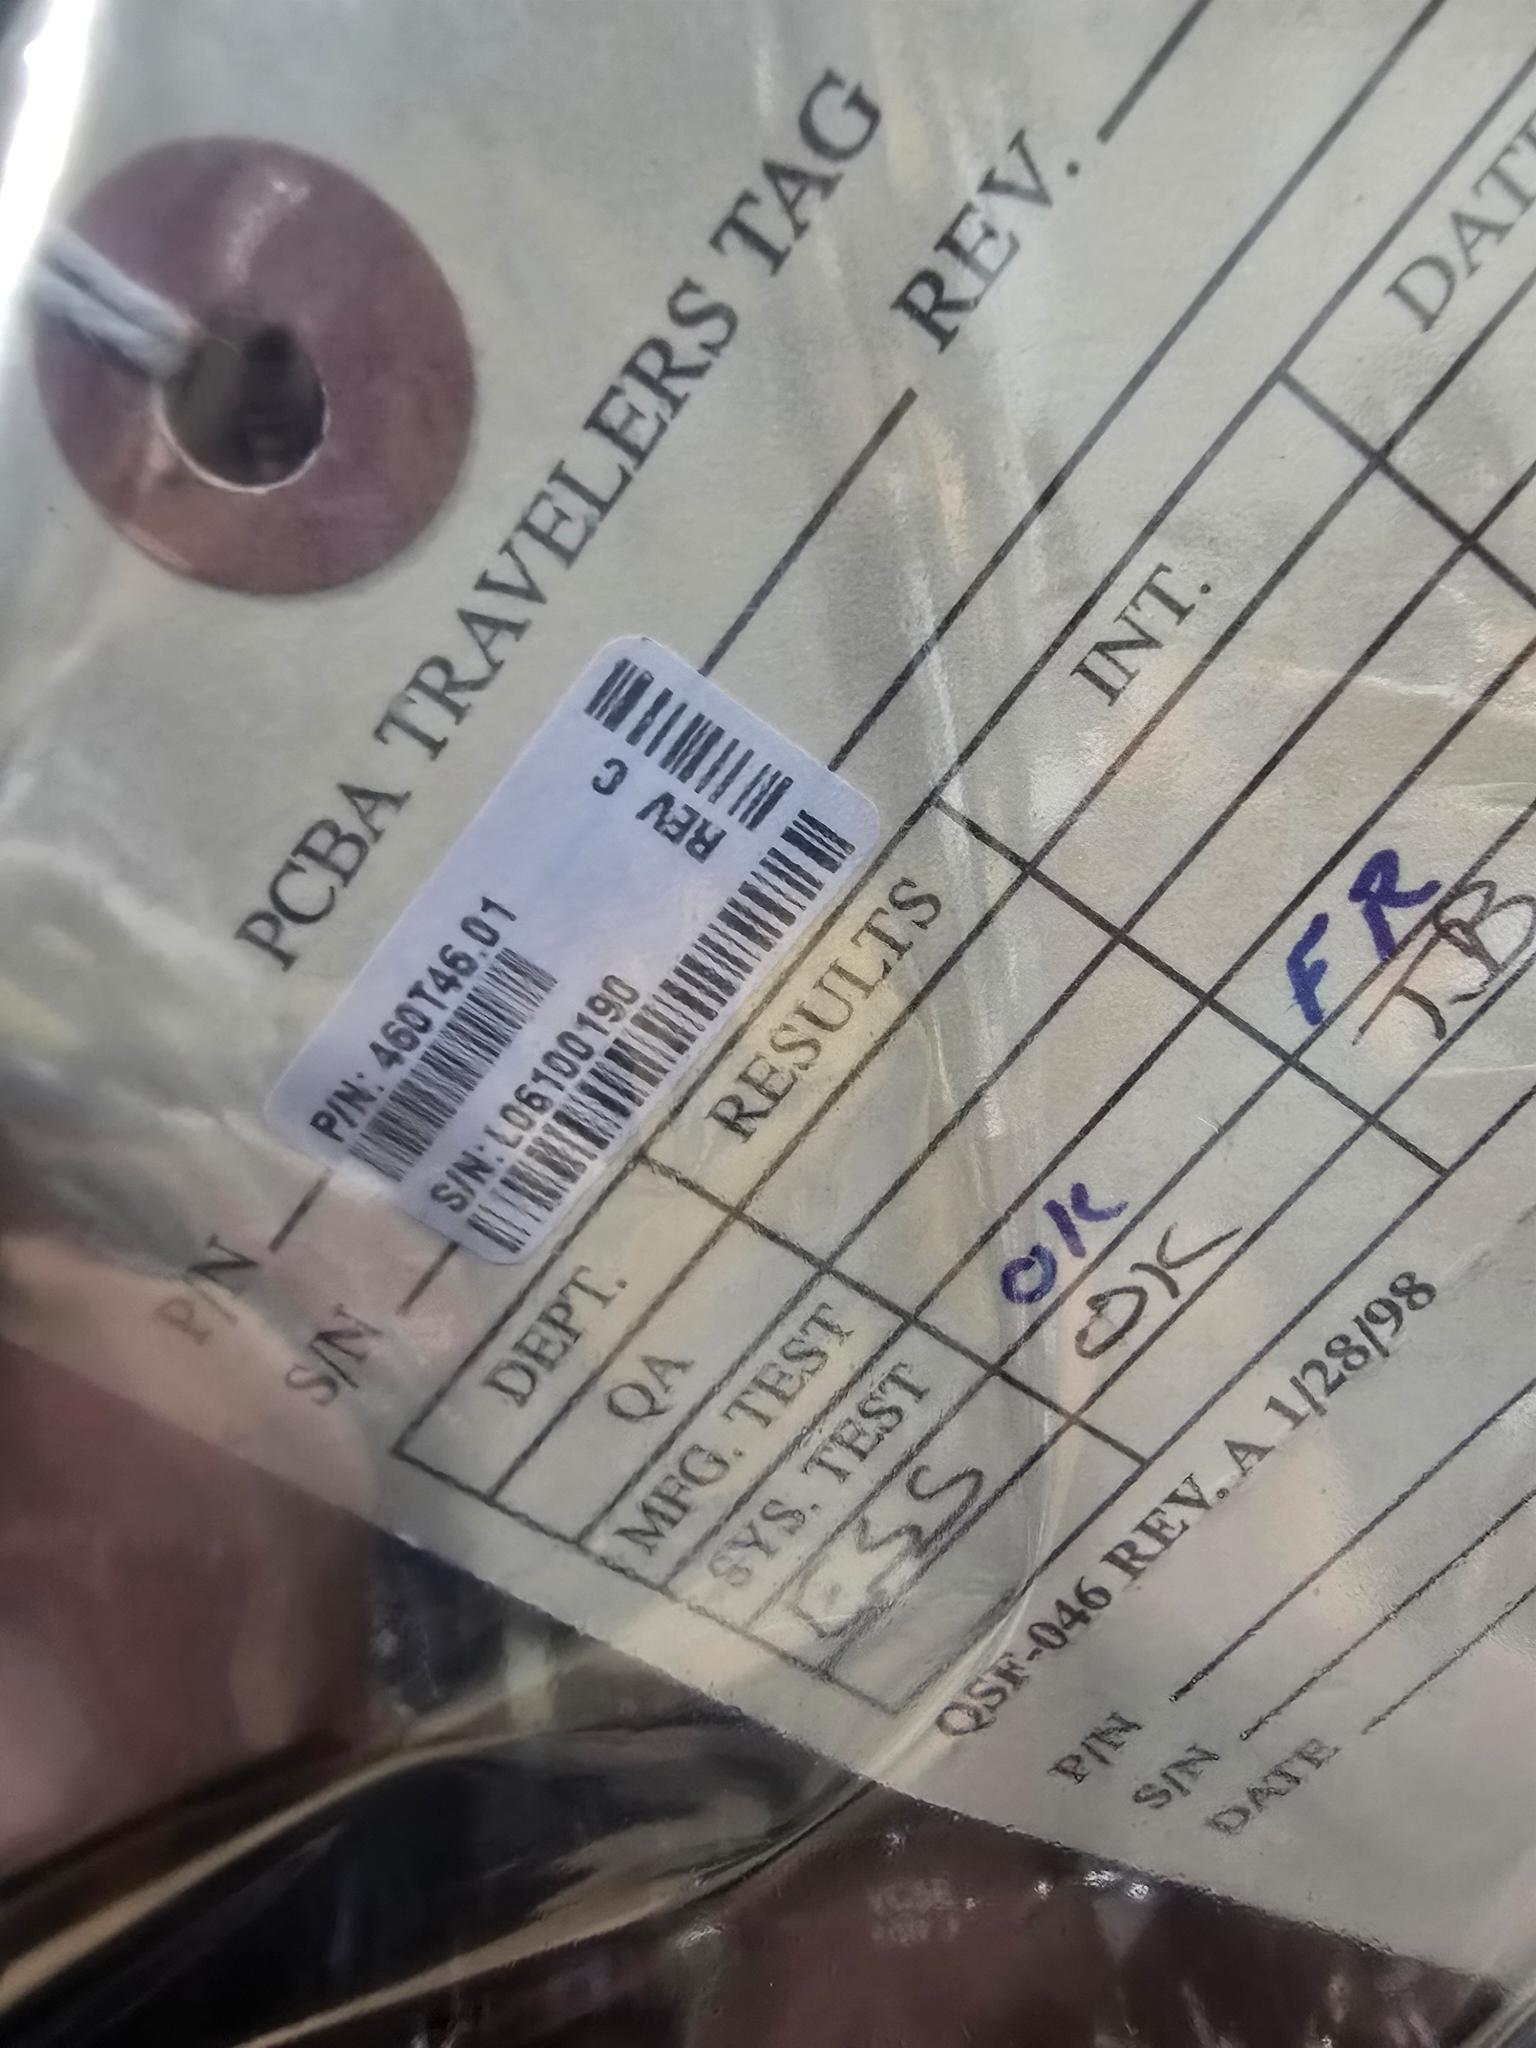 PCBA TRAVELERS TAG
P/N
REV.
P/N: 460T46.01
REV C
S/N: L06100190
S/N
DEPT. RESULTS INT. DATE
QA
MFG. TEST
SYS. TEST OK FR
OK JB
QSF-046 REV. A 1/28/98
P/N
S/N
DATE